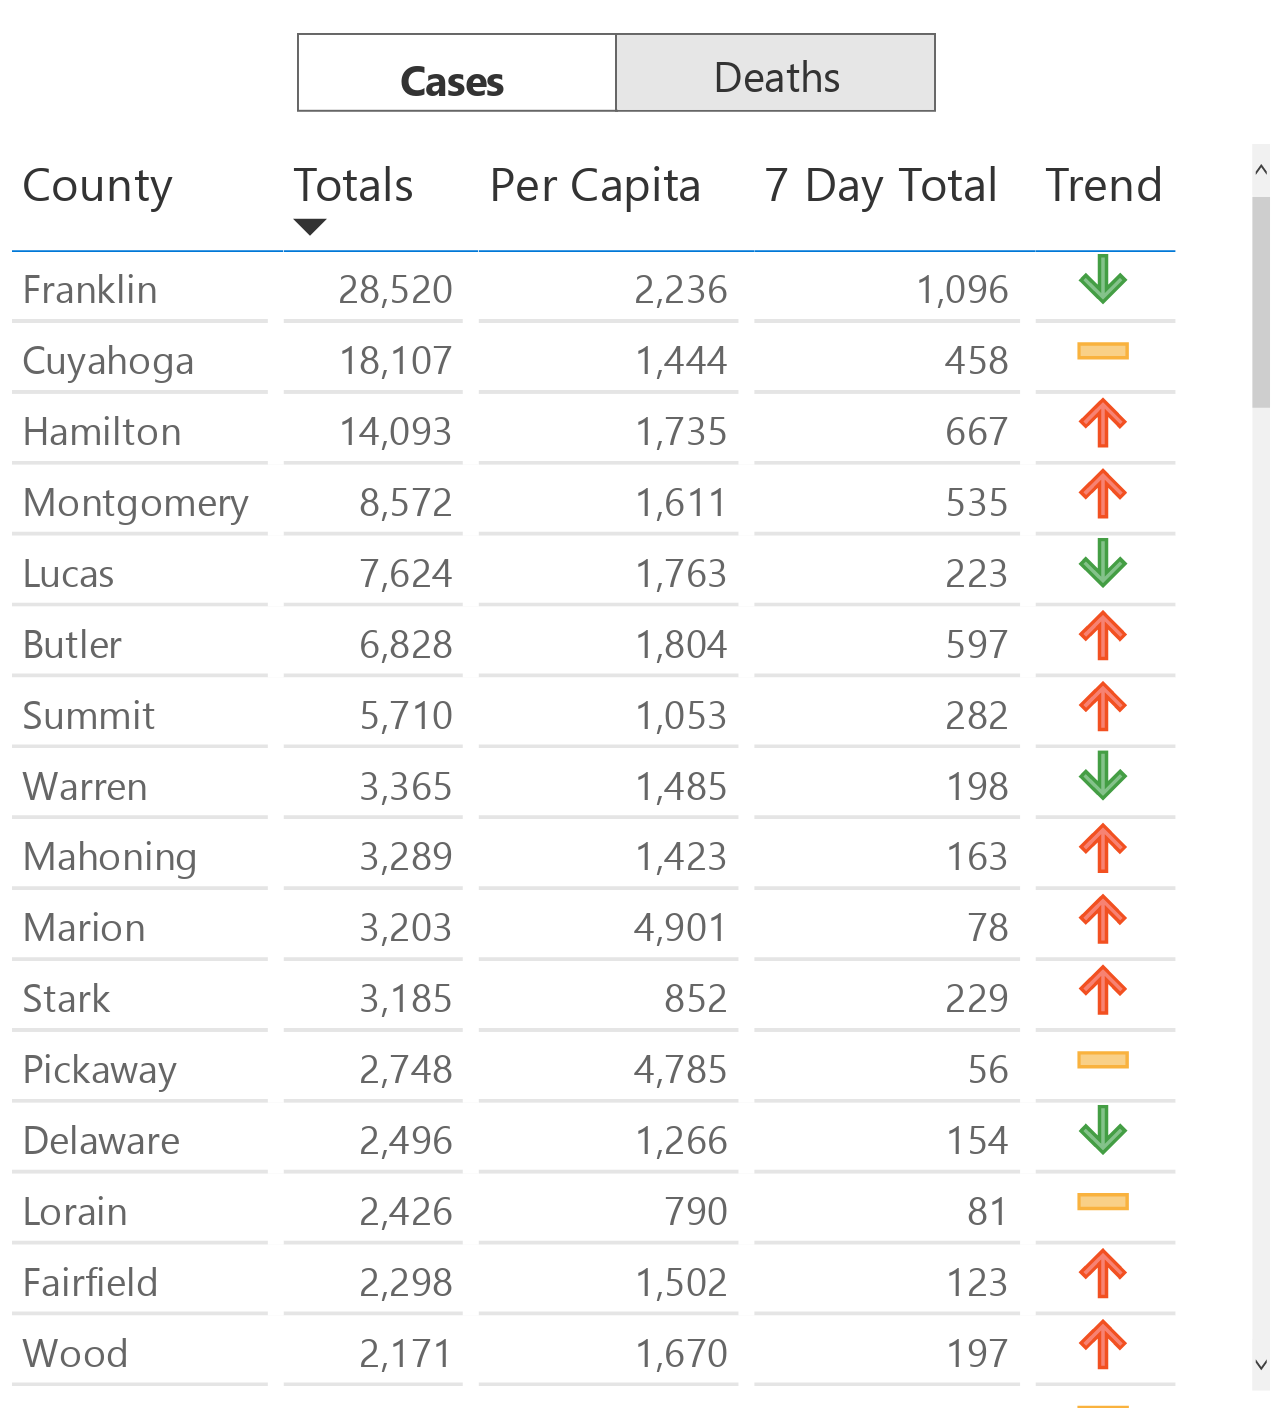 Cases Deaths
County Totals Per Capita 7 Day Total Trend
Franklin 28,520 2,236 1,096
Cuyahoga 18,107 1,444 458
Hamilton 14,093 1,735 667
Montgomery 8,572 1,611 535
Lucas 7,624 1,763 223
Butler 6,828 1,804 597
Summit 5,710 1,053 282
Warren 3,365 1,485 198
Mahoning 3,289 1,423 163
Marion 3,203 4,901 78
Stark 3,185 852 229
Pickaway 2,748 4,785 56
Delaware 2,496 1,266 154
Lorain 2,426 790 81
Fairfield 2,298 1,502 123
Wood 2,171 1,670 197